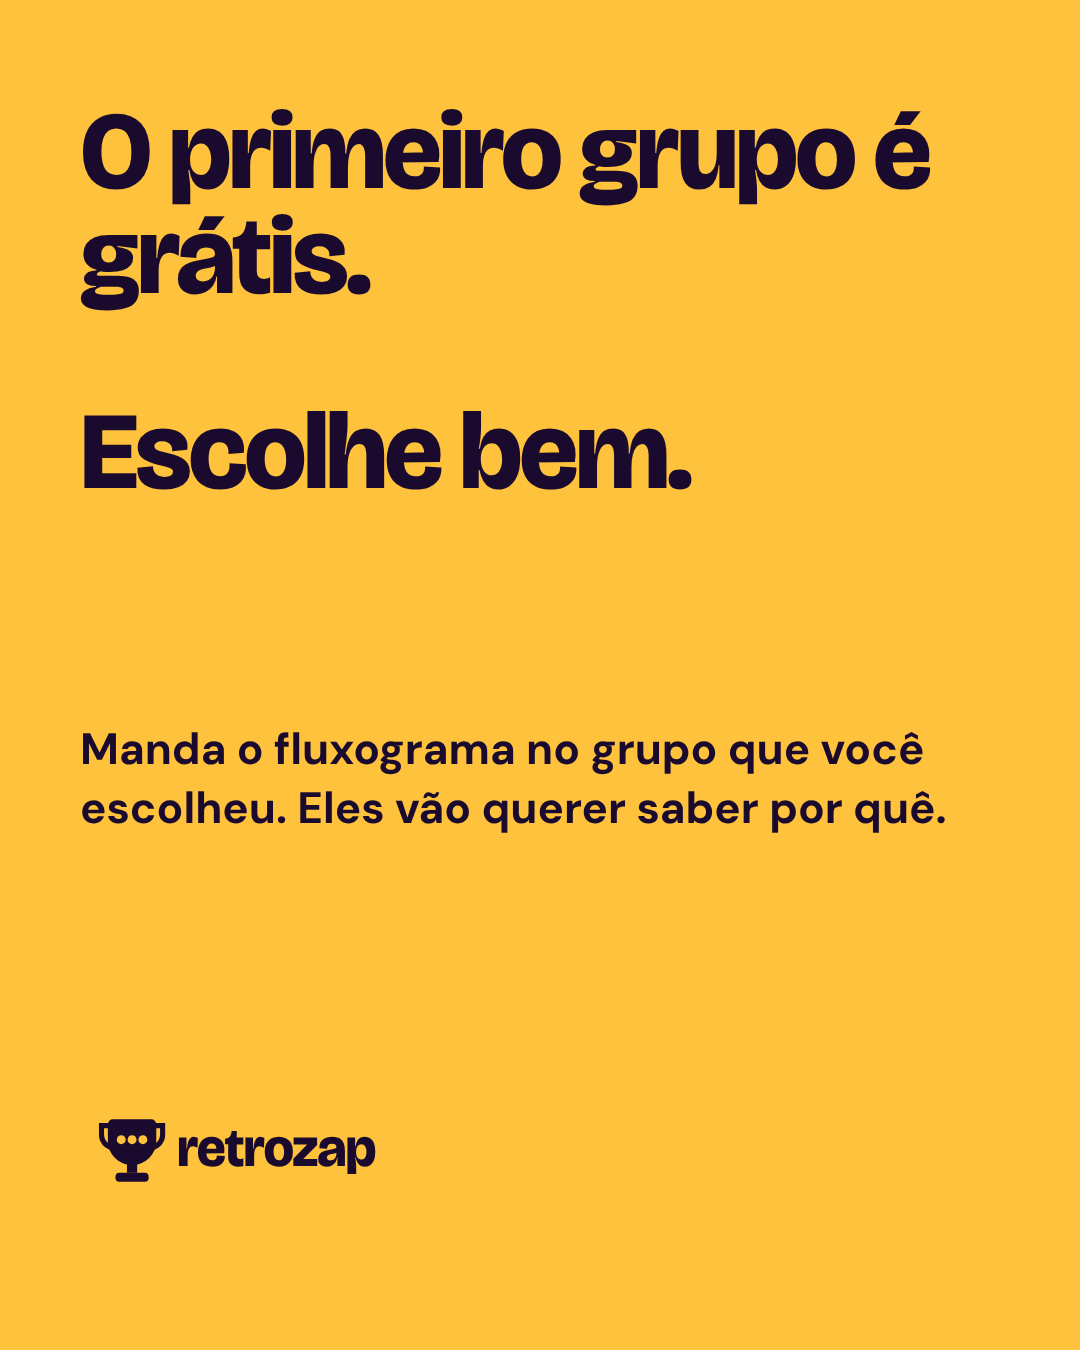 O primeiro grupo é
grátis.
Escolhe bem.
Manda o fluxograma no grupo que você
escolheu. Eles vão querer saber por quê.
retrozap